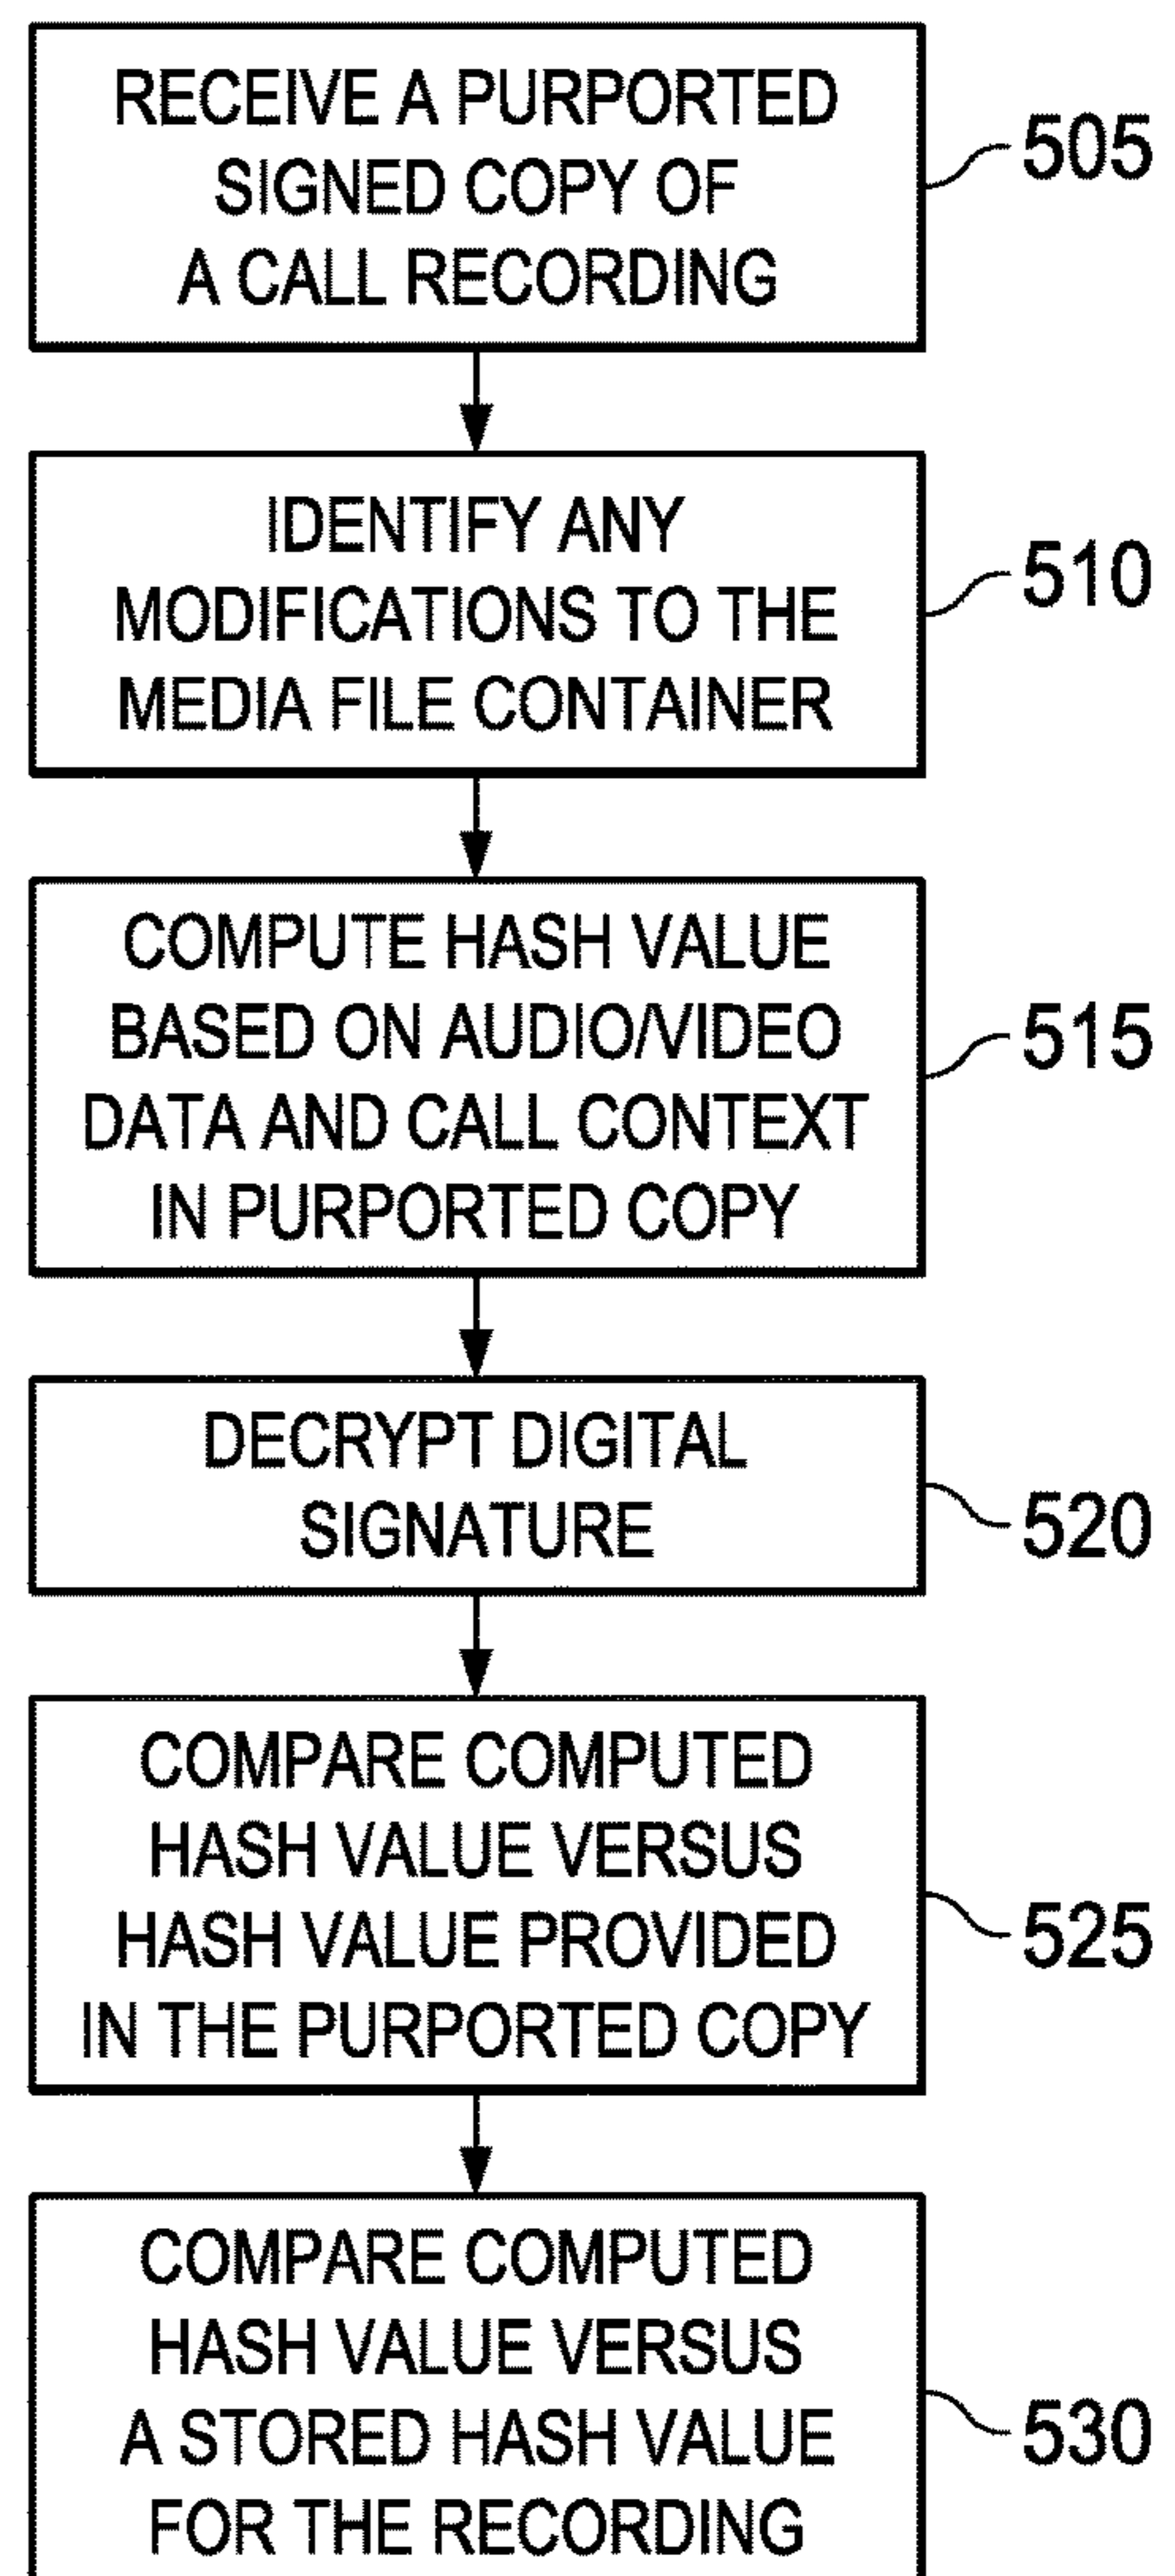 RECEIVE A PURPORTED
SIGNED COPY OF
A CALL RECORDING
505
IDENTIFY ANY
MODIFICATIONS TO THE
MEDIA FILE CONTAINER
510
COMPUTE HASH VALUE
BASED ON AUDIO/VIDEO
DATA AND CALL CONTEXT
IN PURPORTED COPY
515
DECRYPT DIGITAL
SIGNATURE
520
COMPARE COMPUTED
HASH VALUE VERSUS
HASH VALUE PROVIDED
IN THE PURPORTED COPY
525
COMPARE COMPUTED
HASH VALUE VERSUS
A STORED HASH VALUE
FOR THE RECORDING
530